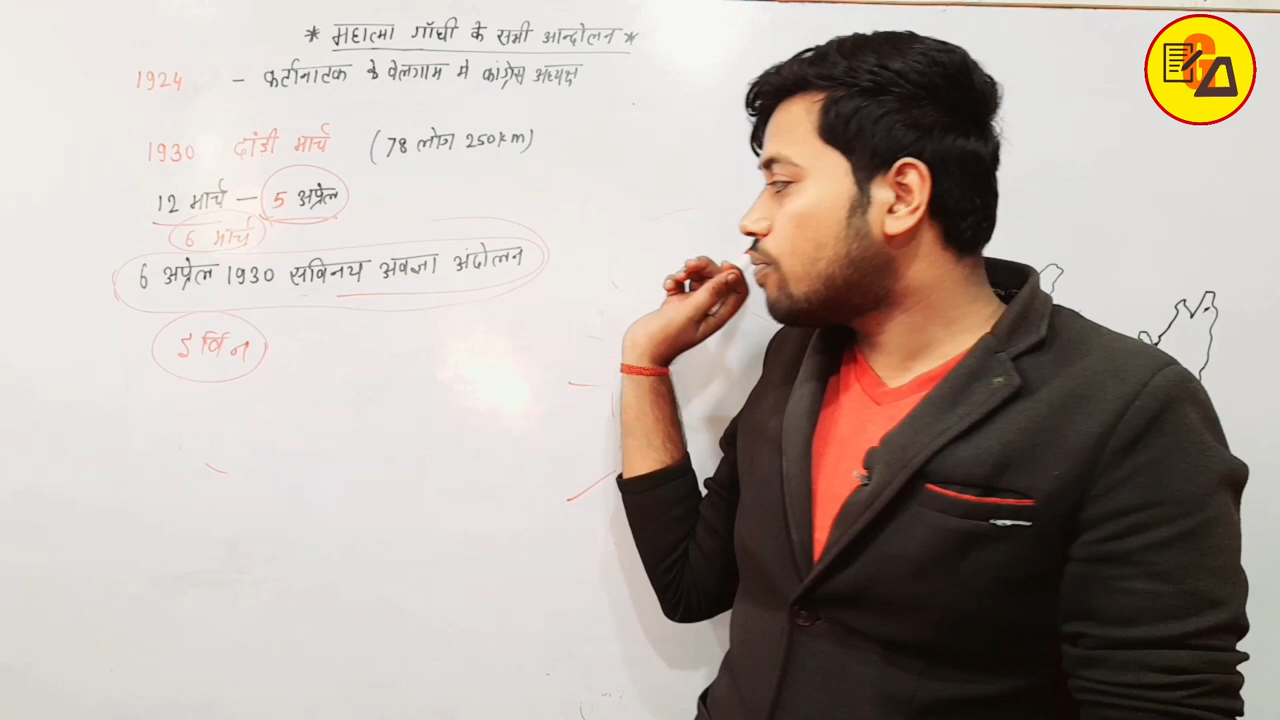 * महात्मा गाँधी के सभी आन्दोलन *
1924 - कर्टानाटक के वेलगाम में कांग्रेस अध्यक्ष
1930 दांडी मार्च (78 लोग 250km)
12 मार्च — 5 अप्रेल
6 मार्च
6 अप्रेल 1930 सविनय अवज्ञा अंदोलन
इर्विन